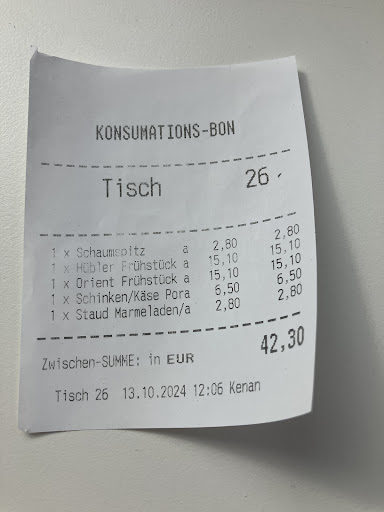 KONSUMATIONS-BON
Tisch 26.
1 x Schaumspitz a 2,80 2,80
1 x Hübler Frühstück a 15,10 15,10
1 x Orient Frühstück a 15,10 15,10
1 x Schinken/Käse Pora 6,50 6,50
1 x Staud Marmeladen/a 2,80 2,80
Zwischen-SUMME: in EUR 42,30
Tisch 26 13.10.2024 12:06 Kenan